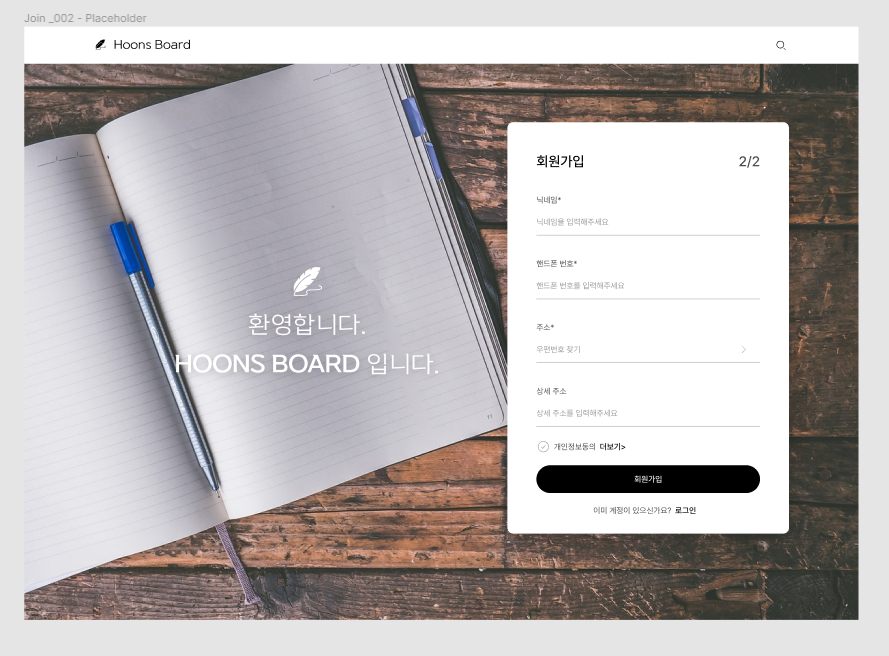 Join _002 - Placeholder
Hoons Board
환영합니다.
HOONS BOARD 입니다.
회원가입 2/2
닉네임*
닉네임을 입력해주세요
핸드폰 번호*
핸드폰 번호를 입력해주세요
주소*
우편번호 찾기
상세 주소
상세 주소를 입력해주세요
개인정보동의 더보기>
회원가입
이미 계정이 있으신가요? 로그인